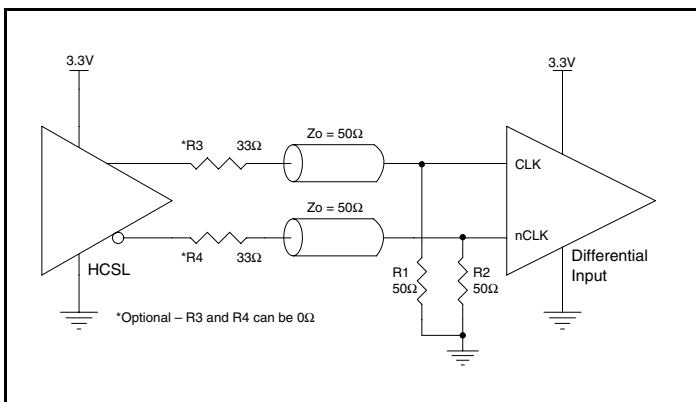 3.3V
3.3V
*R3
33Ω
Zo = 50Ω
CLK
Zo = 50Ω
nCLK
*R4
33Ω
HCSL
R1
50Ω
R2
50Ω
Differential
Input
*Optional – R3 and R4 can be 0Ω